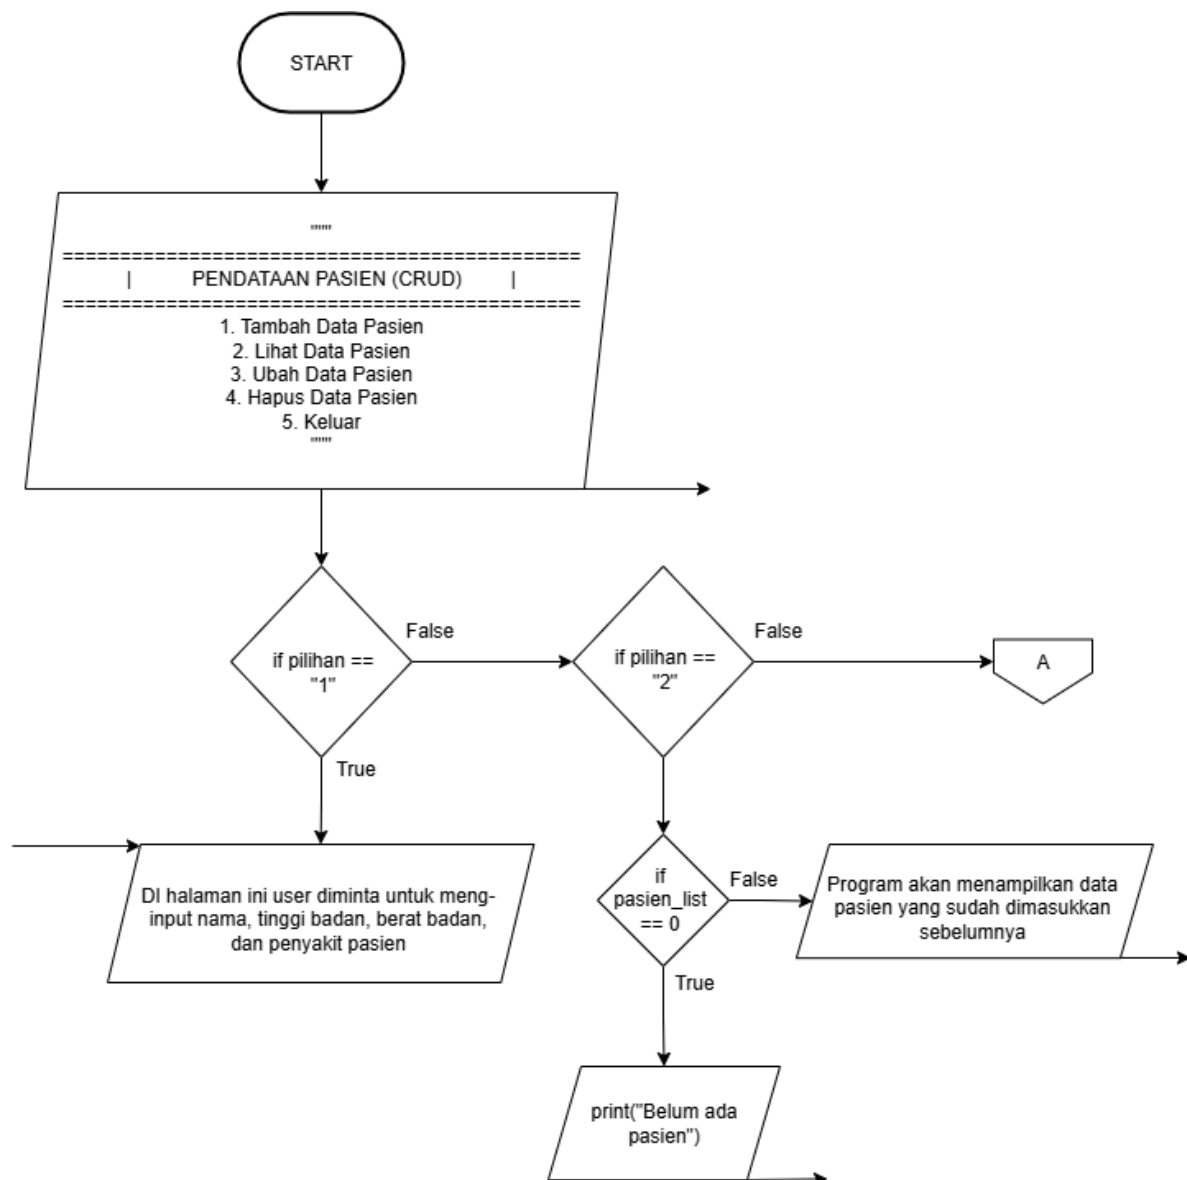 START
"""
=============================================
| PENDATAAN PASIEN (CRUD) |
=============================================
1. Tambah Data Pasien
2. Lihat Data Pasien
3. Ubah Data Pasien
4. Hapus Data Pasien
5. Keluar
"""
if pilihan ==
"1"
False
if pilihan ==
"2"
False
A
True
DI halaman ini user diminta untuk meng-
input nama, tinggi badan, berat badan,
dan penyakit pasien
if
pasien_list
== 0
False
Program akan menampilkan data
pasien yang sudah dimasukkan
sebelumnya
True
print("Belum ada
pasien")